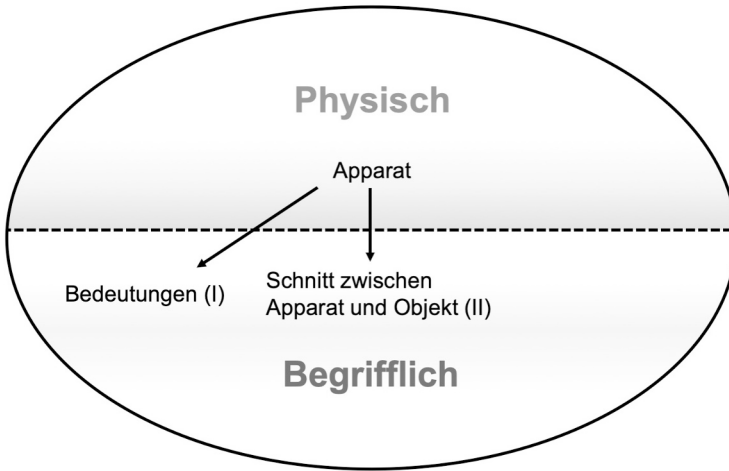 Physisch
Apparat
Bedeutungen (I)
Schnitt zwischen
Apparat und Objekt (II)
Begrifflich